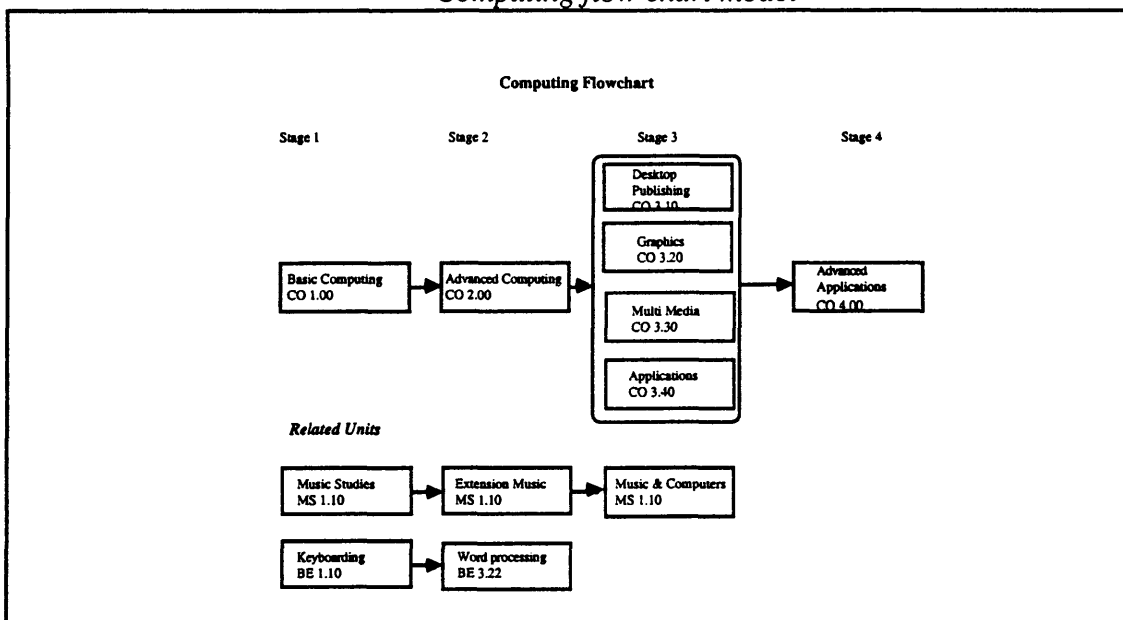 Computing flow chart model
Computing Flowchart
Stage 1
Stage 2
Stage 3
Stage 4
Basic Computing
CO 1.00
Advanced Computing
CO 2.00
Desktop
Publishing
CO 3.10
Graphics
CO 3.20
Multi Media
CO 3.30
Applications
CO 3.40
Advanced
Applications
CO 4.00
Related Units
Music Studies
MS 1.10
Extension Music
MS 1.10
Music & Computers
MS 1.10
Keyboarding
BE 1.10
Word processing
BE 3.22